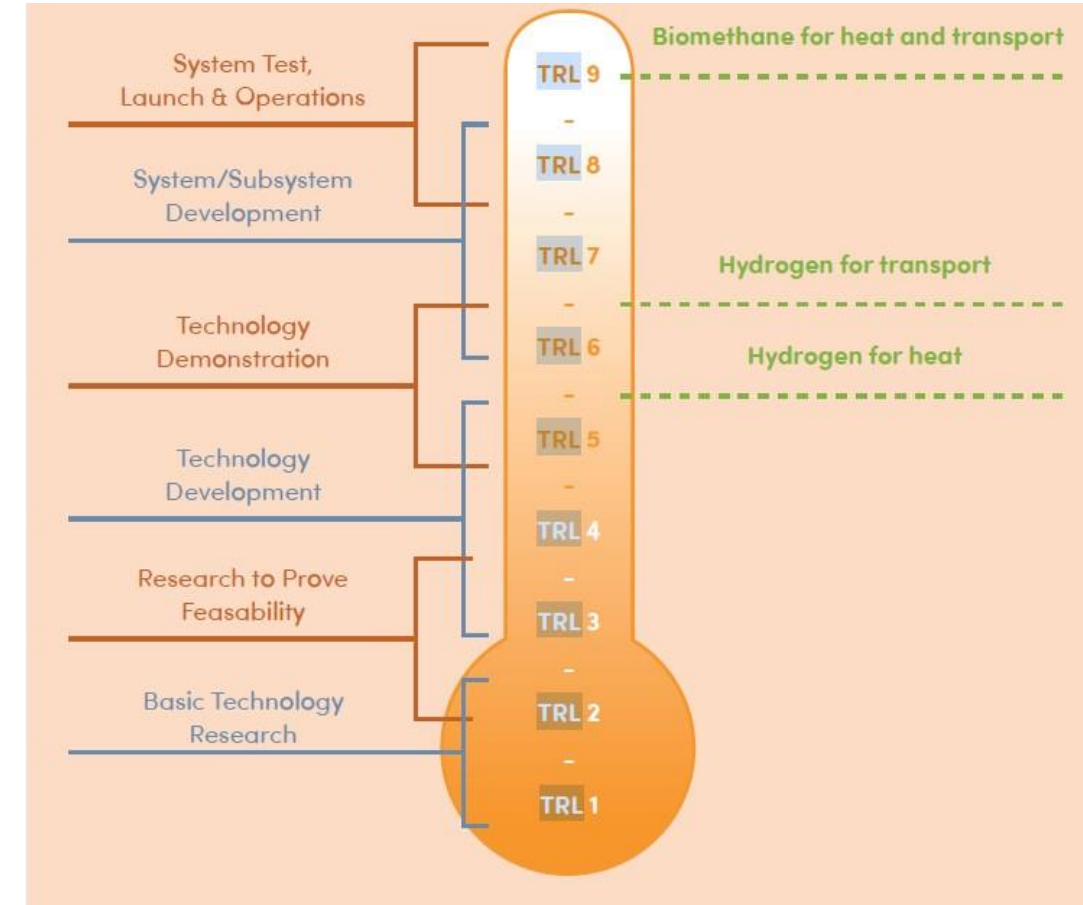 System Test,
Launch & Operations
System/Subsystem
Development
Technology
Demonstration
Technology
Development
Research to Prove
Feasability
Basic Technology
Research
TRL 9
-
TRL 8
-
TRL 7
-
TRL 6
-
TRL 5
-
TRL 4
-
TRL 3
-
TRL 2
-
TRL 1
Biomethane for heat and transport
Hydrogen for transport
Hydrogen for heat